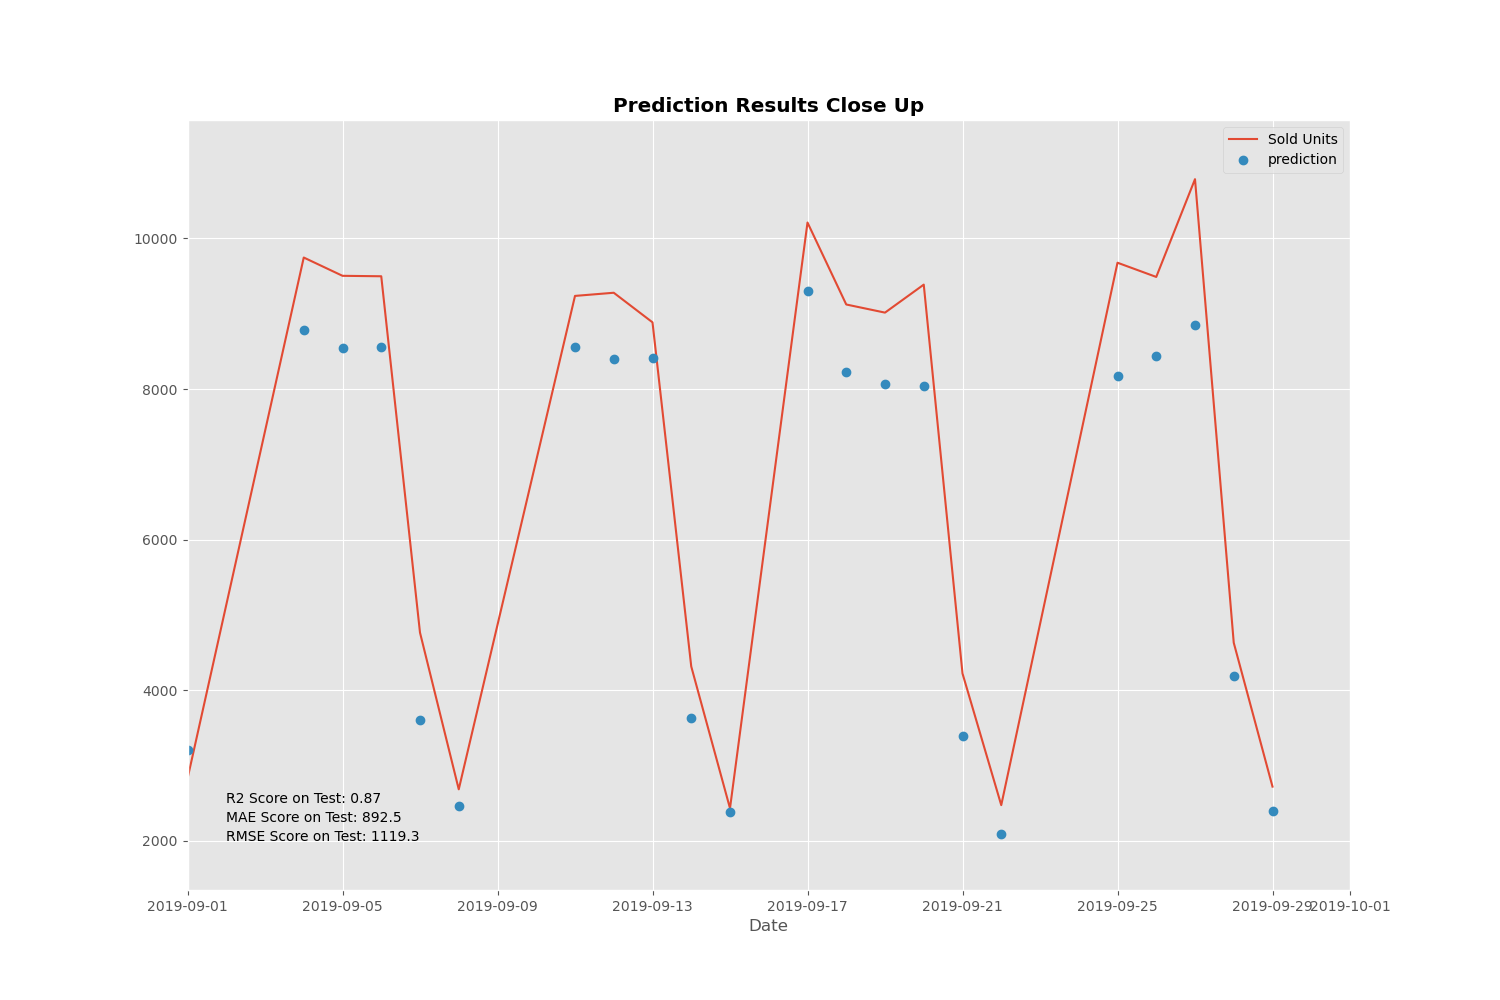 Prediction Results Close Up
Sold Units
prediction
10000
8000
6000
4000
2000
R2 Score on Test: 0.87
MAE Score on Test: 892.5
RMSE Score on Test: 1119.3
2019-09-01 2019-09-05 2019-09-09 2019-09-13 2019-09-17 2019-09-21 2019-09-25 2019-09-29 2019-10-01
Date